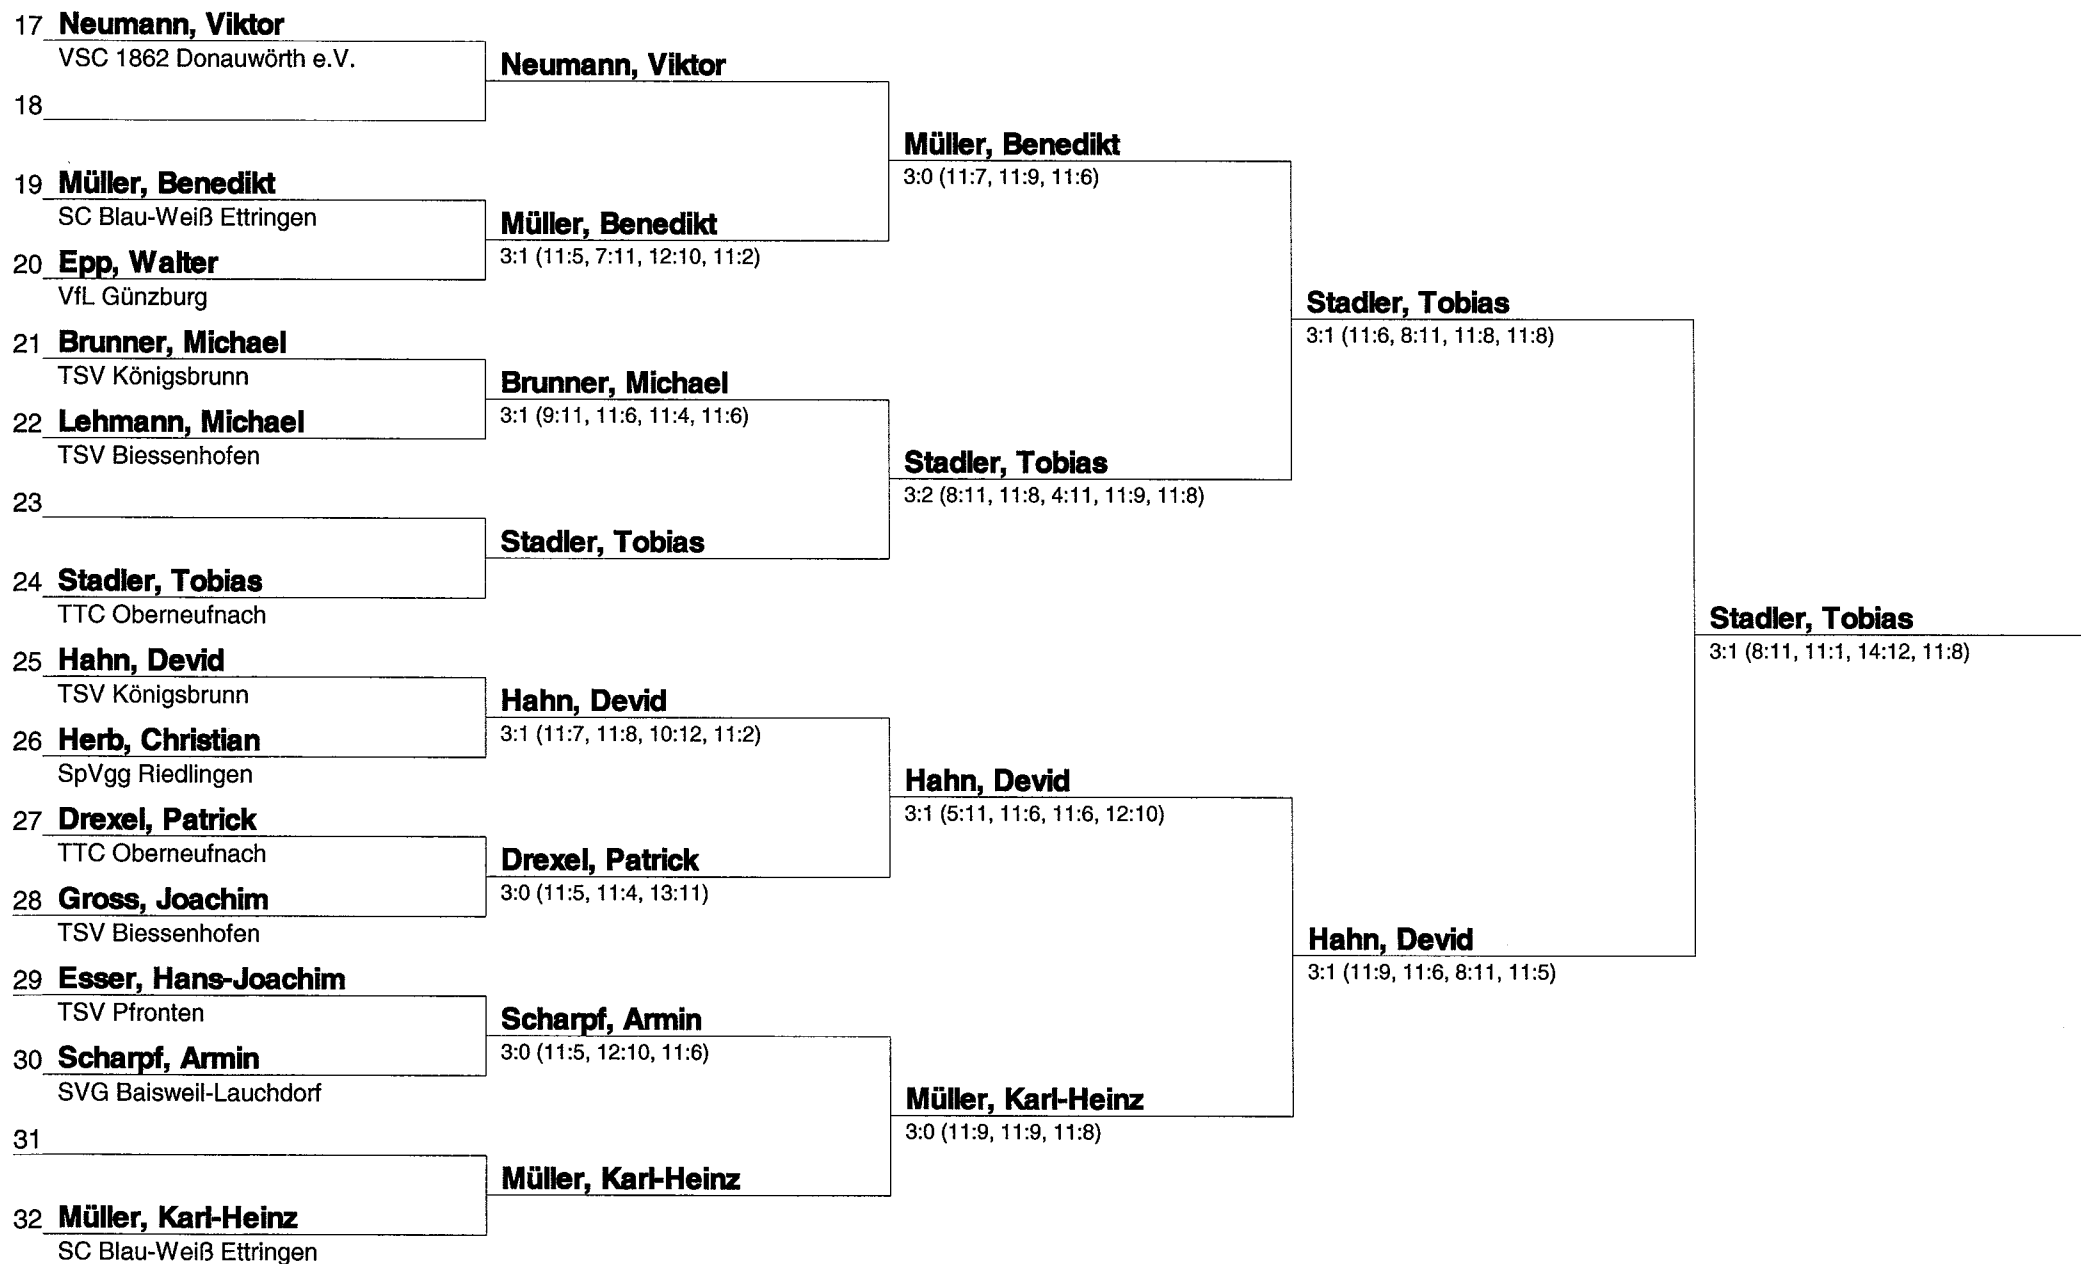 17 Neumann, Viktor
VSC 1862 Donauwörth e.V.
Neumann, Viktor
18
Müller, Benedikt
3:0 (11:7, 11:9, 11:6)
19 Müller, Benedikt
SC Blau-Weiß Ettringen
Müller, Benedikt
3:1 (11:5, 7:11, 12:10, 11:2)
20 Epp, Walter
VfL Günzburg
Stadler, Tobias
3:1 (11:6, 8:11, 11:8, 11:8)
21 Brunner, Michael
TSV Königsbrunn
Brunner, Michael
3:1 (9:11, 11:6, 11:4, 11:6)
22 Lehmann, Michael
TSV Biessenhofen
Stadler, Tobias
3:2 (8:11, 11:8, 4:11, 11:9, 11:8)
23
Stadler, Tobias
24 Stadler, Tobias
TTC Oberneufnach
Stadler, Tobias
3:1 (8:11, 11:1, 14:12, 11:8)
25 Hahn, Devid
TSV Königsbrunn
Hahn, Devid
3:1 (11:7, 11:8, 10:12, 11:2)
26 Herb, Christian
SpVgg Riedlingen
Hahn, Devid
3:1 (5:11, 11:6, 11:6, 12:10)
27 Drexel, Patrick
TTC Oberneufnach
Drexel, Patrick
3:0 (11:5, 11:4, 13:11)
28 Gross, Joachim
TSV Biessenhofen
Hahn, Devid
3:1 (11:9, 11:6, 8:11, 11:5)
29 Esser, Hans-Joachim
TSV Pfronten
Scharpf, Armin
3:0 (11:5, 12:10, 11:6)
30 Scharpf, Armin
SVG Baisweil-Lauchdorf
Müller, Karl-Heinz
3:0 (11:9, 11:9, 11:8)
31
Müller, Karl-Heinz
32 Müller, Karl-Heinz
SC Blau-Weiß Ettringen